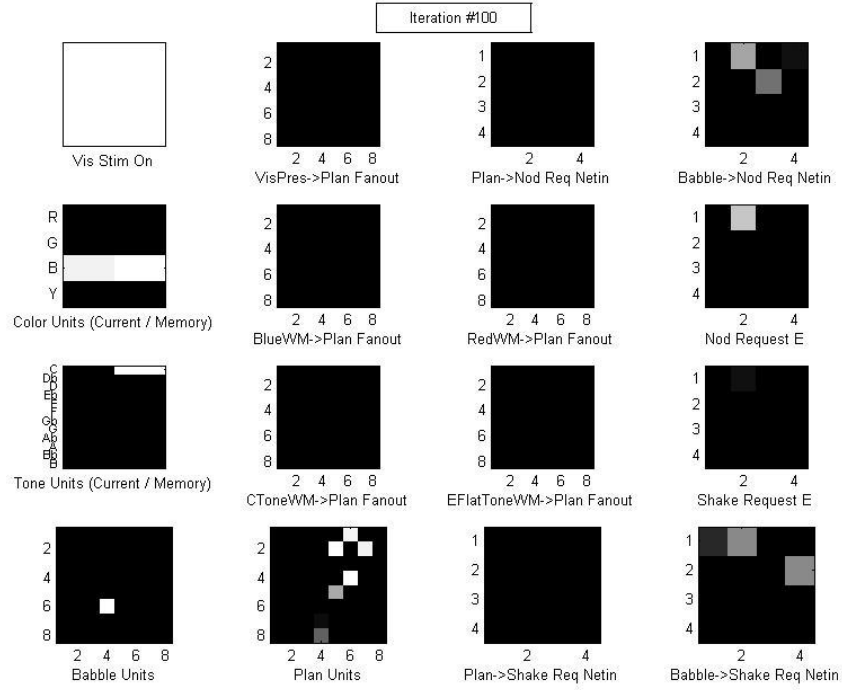 Iteration #100
2
4
6
8
2 4 6 8
1
2
3
4
2 4
1
2
3
4
2 4
Vis Stim On
VisPres->Plan Fanout
Plan->Nod Req Netin
Babble->Nod Req Netin
R
G
B
Y
2
4
6
8
2 4 6 8
2
4
6
8
2 4 6 8
1
2
3
4
2 4
Color Units (Current / Memory)
BlueWM->Plan Fanout
RedWM->Plan Fanout
Nod Request E
C
Db
D
Eb
E
F
Gb
G
Ab
A
Bb
B
2
4
6
8
2 4 6 8
2
4
6
8
2 4 6 8
1
2
3
4
2 4
Tone Units (Current / Memory)
CToneWM->Plan Fanout
EFlatToneWM->Plan Fanout
Shake Request E
2
4
6
8
2 4 6 8
2
4
6
8
2 4 6 8
1
2
3
4
2 4
1
2
3
4
2 4
Babble Units
Plan Units
Plan->Shake Req Netin
Babble->Shake Req Netin